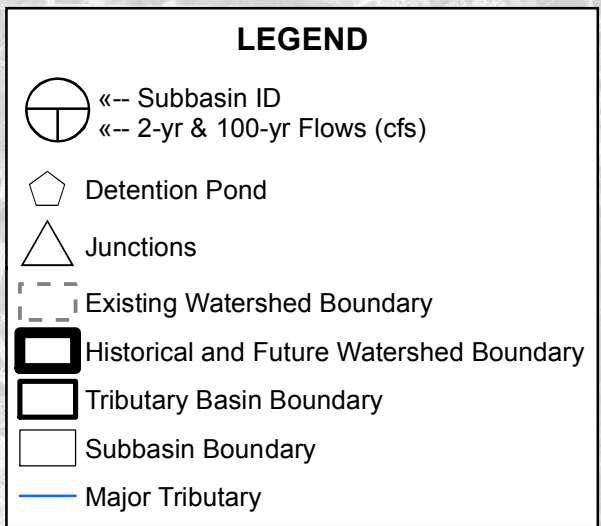 LEGEND
«-- Subbasin ID
«-- 2-yr & 100-yr Flows (cfs)
Detention Pond
Junctions
Existing Watershed Boundary
Historical and Future Watershed Boundary
Tributary Basin Boundary
Subbasin Boundary
Major Tributary